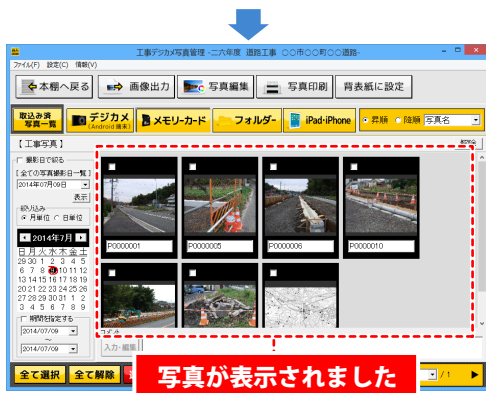 工事デジカメ写真管理 -二六年度 道路工事 ○○市○○町○○道路-
ファイル(F) 設定(C) 情報(V)
本棚へ戻る 画像出力 写真編集 写真印刷 背表紙に設定
取込み済
写真一覧
デジカメ
(Android 端末)
メモリーカード フォルダー iPad・iPhone 昇順 降順 写真名
【工事写真】
撮影日で絞る
[全ての写真撮影日一覧]
2014年07月09日
表示
絞り込み
月単位 日単位
2014年7月
日 月 火 水 木 金 土
29 30 1 2 3 4 5
6 7 8 9 10 11 12
13 14 15 16 17 18 19
20 21 22 23 24 25 26
27 28 29 30 31 1 2
3 4 5 6 7 8 9
期間を指定する
2014/07/09
～
2014/07/09
P0000001 P0000005 P0000006 P0000010
入力・編集
全て選択 全て解除
/ 1
写真が表示されました